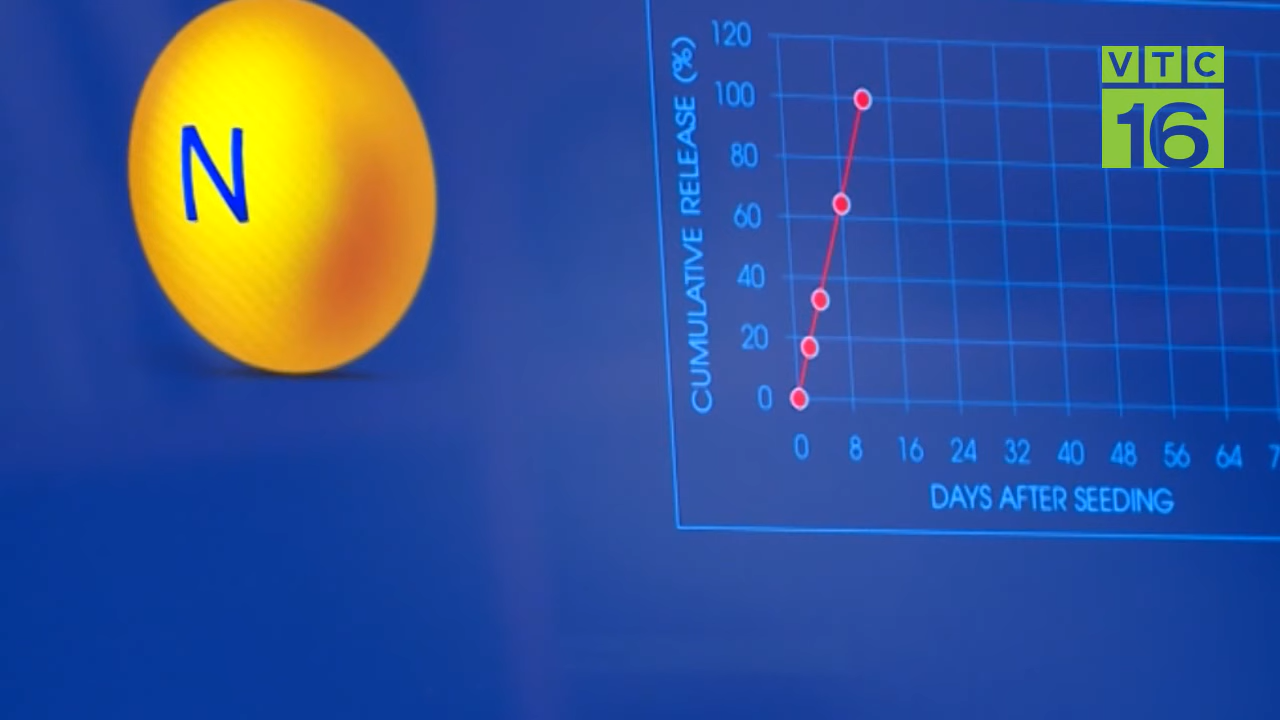 N
CUMULATIVE RELEASE (%)
120
100
80
60
40
20
0
0 8 16 24 32 40 48 56 64
DAYS AFTER SEEDING
VTC
16